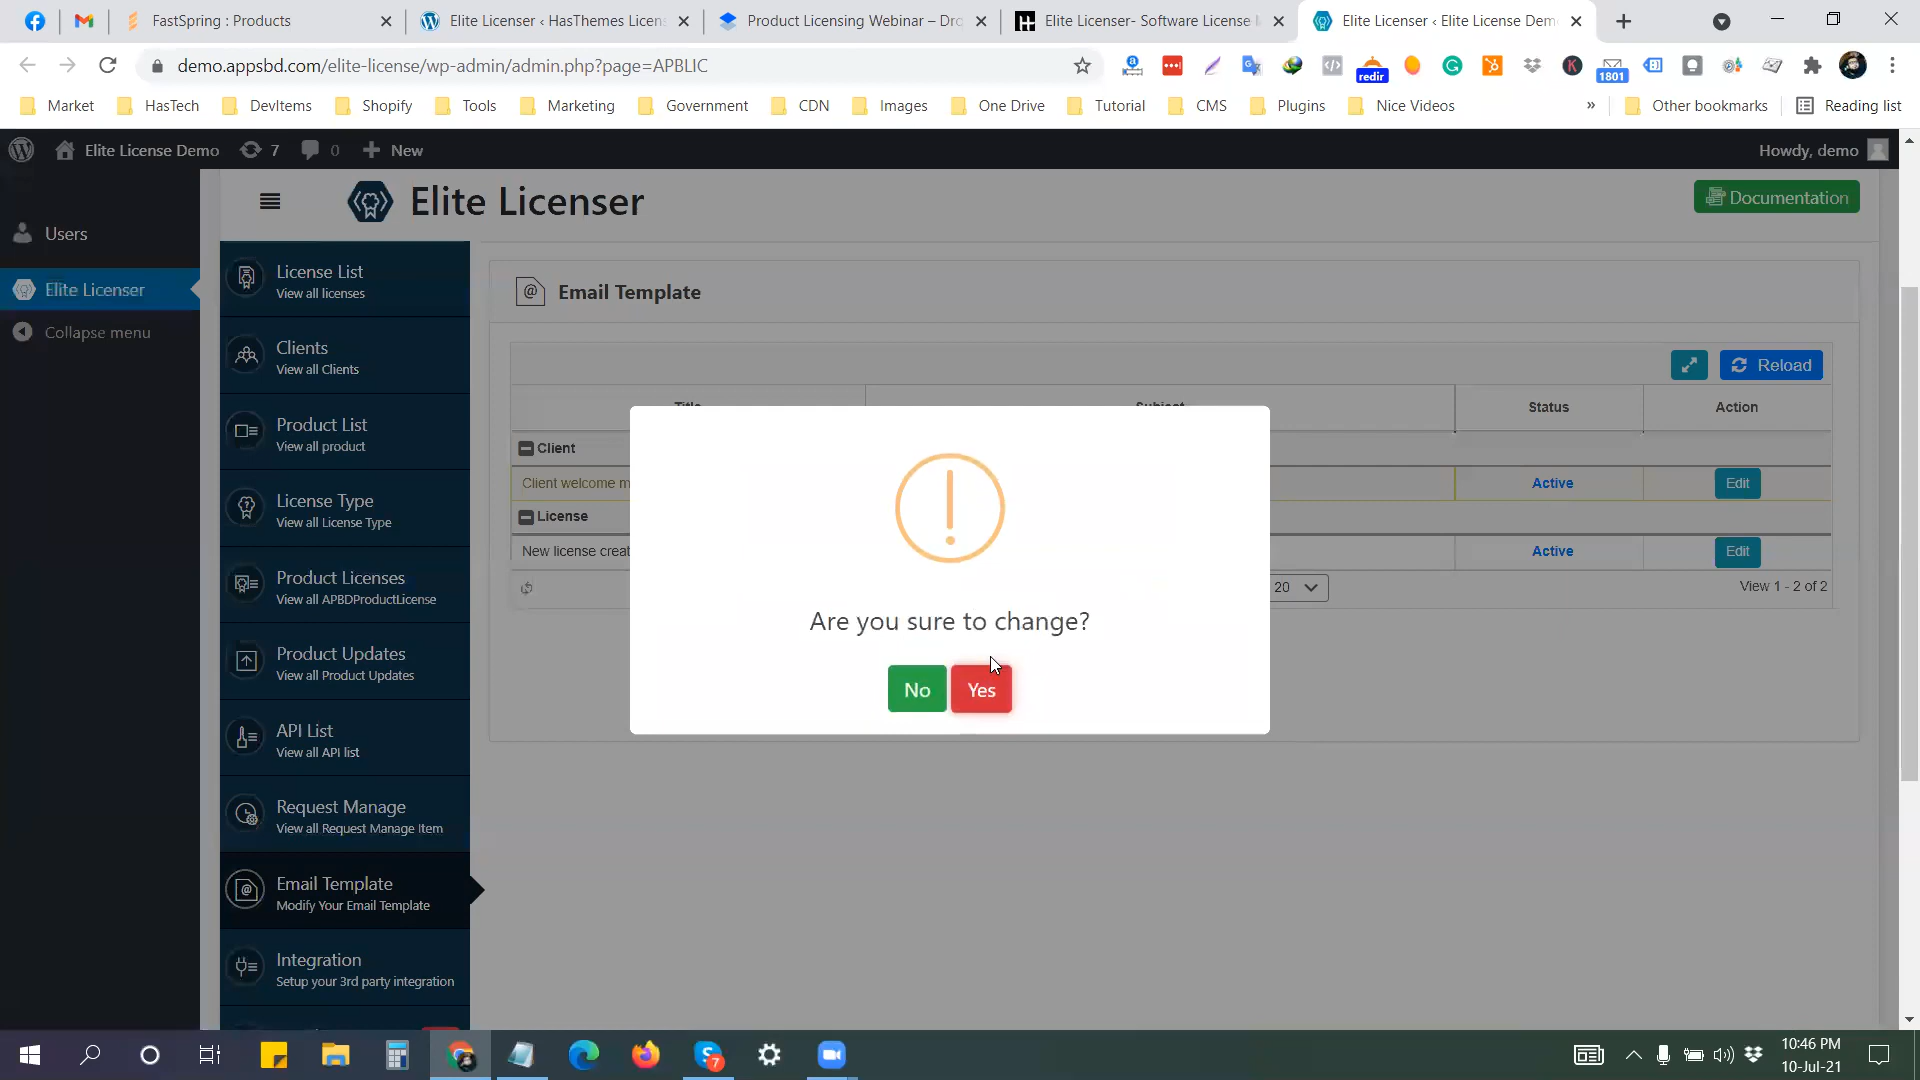 FastSpring : Products
Elite Licenser ‹ HasThemes Licens
Product Licensing Webinar – Dro
Elite Licenser- Software License M
Elite Licenser ‹ Elite License Dem
demo.appsbd.com/elite-license/wp-admin/admin.php?page=APBLIC
redir
1801
Market
HasTech
DevItems
Shopify
Tools
Marketing
Government
CDN
Images
One Drive
Tutorial
CMS
Plugins
Nice Videos
»
Other bookmarks
Reading list
Elite License Demo
7
0
New
Howdy, demo
Users
Elite Licenser
Collapse menu
Elite Licenser
Documentation
License List
View all licenses
Clients
View all Clients
Product List
View all product
License Type
View all License Type
Product Licenses
View all APBDProductLicense
Product Updates
View all Product Updates
API List
View all API list
Request Manage
View all Request Manage Item
Email Template
Modify Your Email Template
Integration
Setup your 3rd party integration
Email Template
Reload
Title
Subject
Status
Action
Client
Client welcome m
Active
Edit
License
New license creat
Active
Edit
20
View 1 - 2 of 2
Are you sure to change?
No
Yes
7
10:46 PM
10-Jul-21